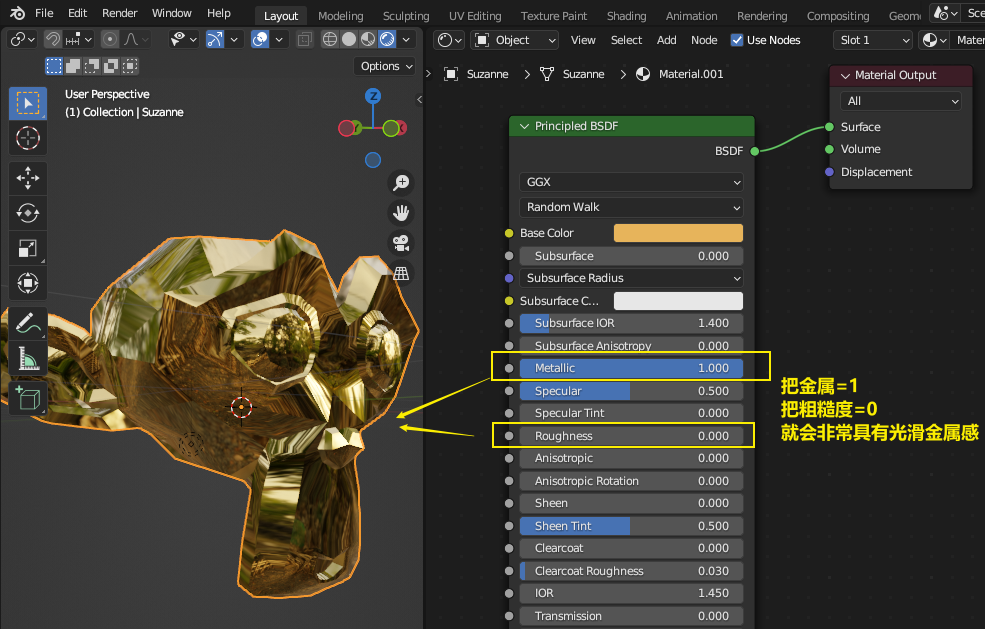 File Edit Render Window Help Layout Modeling Sculpting UV Editing Texture Paint Shading Animation Rendering Compositing Geom Sce
Object View Select Add Node Use Nodes Slot 1 Mater
Options
Suzanne Suzanne Material.001
User Perspective
(1) Collection | Suzanne
Z
Material Output
All
Surface
Volume
Displacement
Principled BSDF
BSDF
GGX
Random Walk
Base Color
Subsurface 0.000
Subsurface Radius
Subsurface C...
Subsurface IOR 1.400
Subsurface Anisotropy 0.000
Metallic 1.000
Specular 0.500
Specular Tint 0.000
Roughness 0.000
Anisotropic 0.000
Anisotropic Rotation 0.000
Sheen 0.000
Sheen Tint 0.500
Clearcoat 0.000
Clearcoat Roughness 0.030
IOR 1.450
Transmission 0.000
把金属=1
把粗糙度=0
就会非常具有光滑金属感